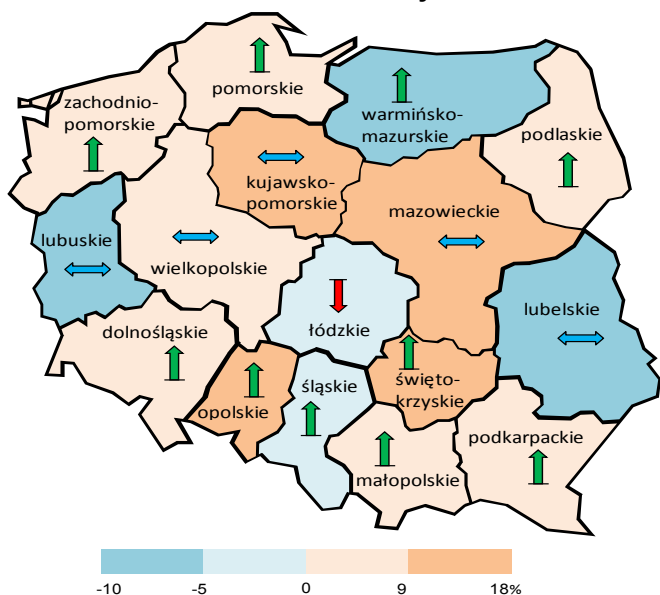 pomorskie
zachodnio-
pomorskie
warmińsko-
mazurskie
podlaskie
kujawsko-
pomorskie
mazowieckie
lubuskie
wielkopolskie
lubelskie
dolnośląskie
łódzkie
opolskie
śląskie
święto-
krzyskie
podkarpackie
małopolskie
-10 -5 0 9 18%